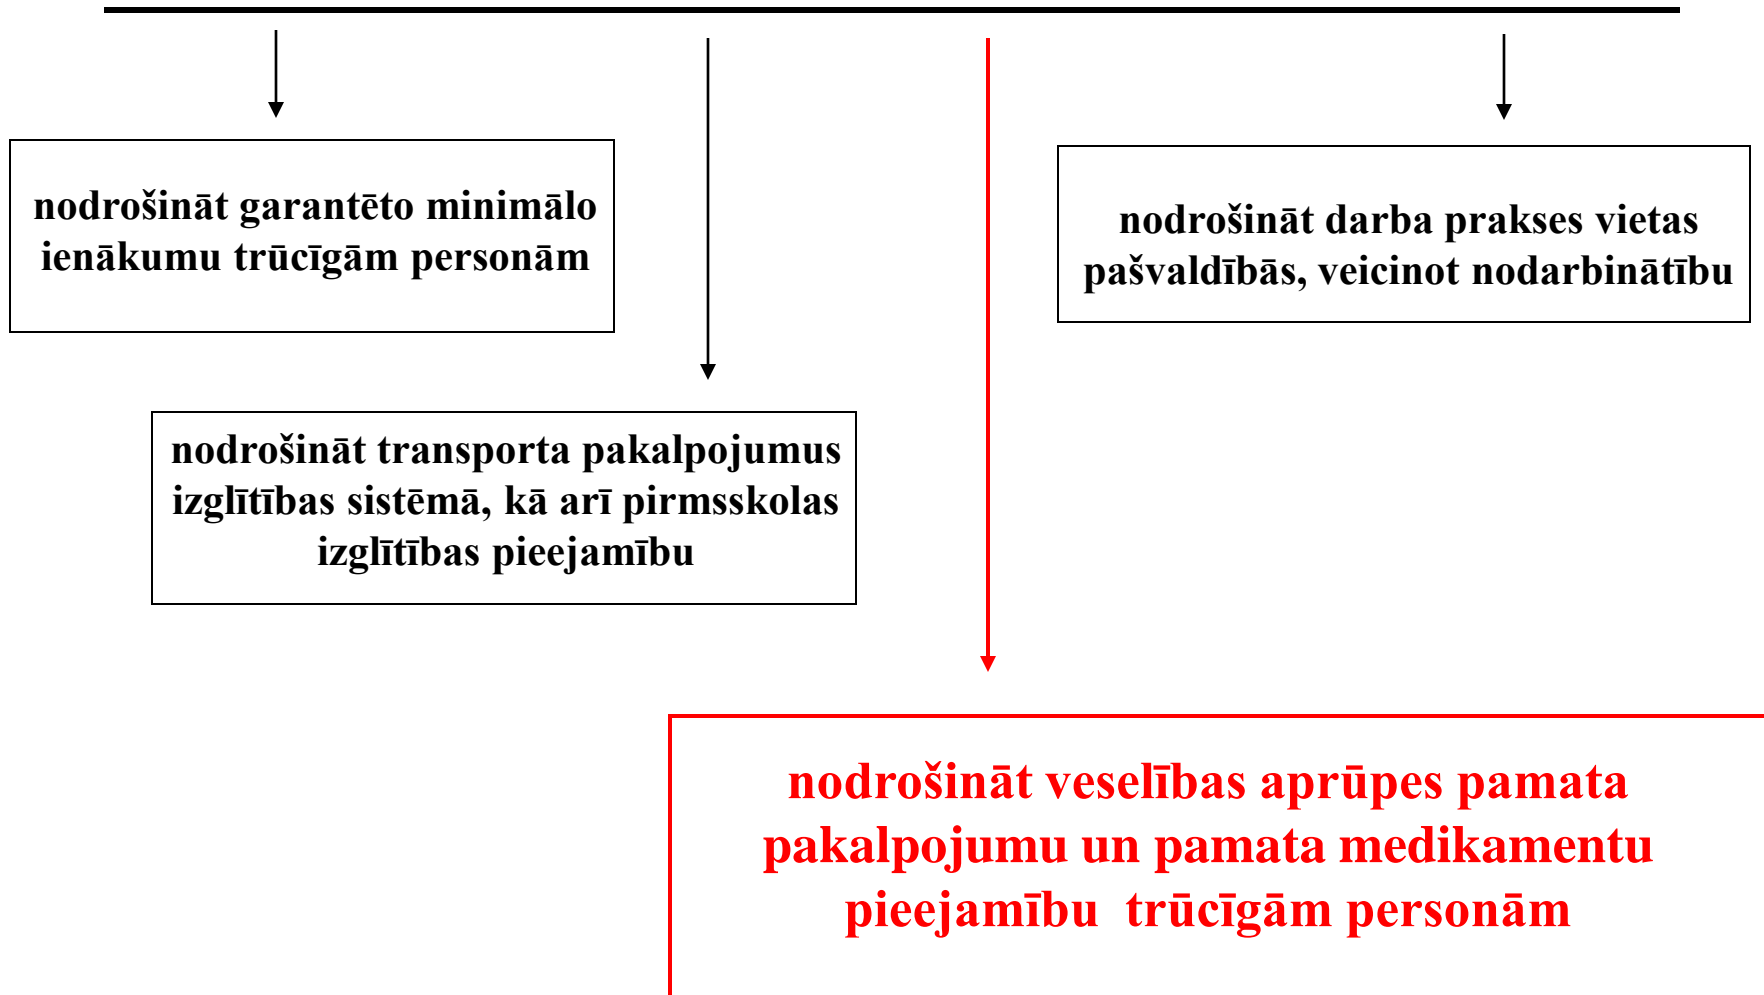 nodrošināt garantēto minimālo
ienākumu trūcīgām personām
nodrošināt darba prakses vietas
pašvaldībās, veicinot nodarbinātību
nodrošināt transporta pakalpojumus
izglītības sistēmā, kā arī pirmsskolas
izglītības pieejamību
nodrošināt veselības aprūpes pamata
pakalpojumu un pamata medikamentu
pieejamību  trūcīgām personām